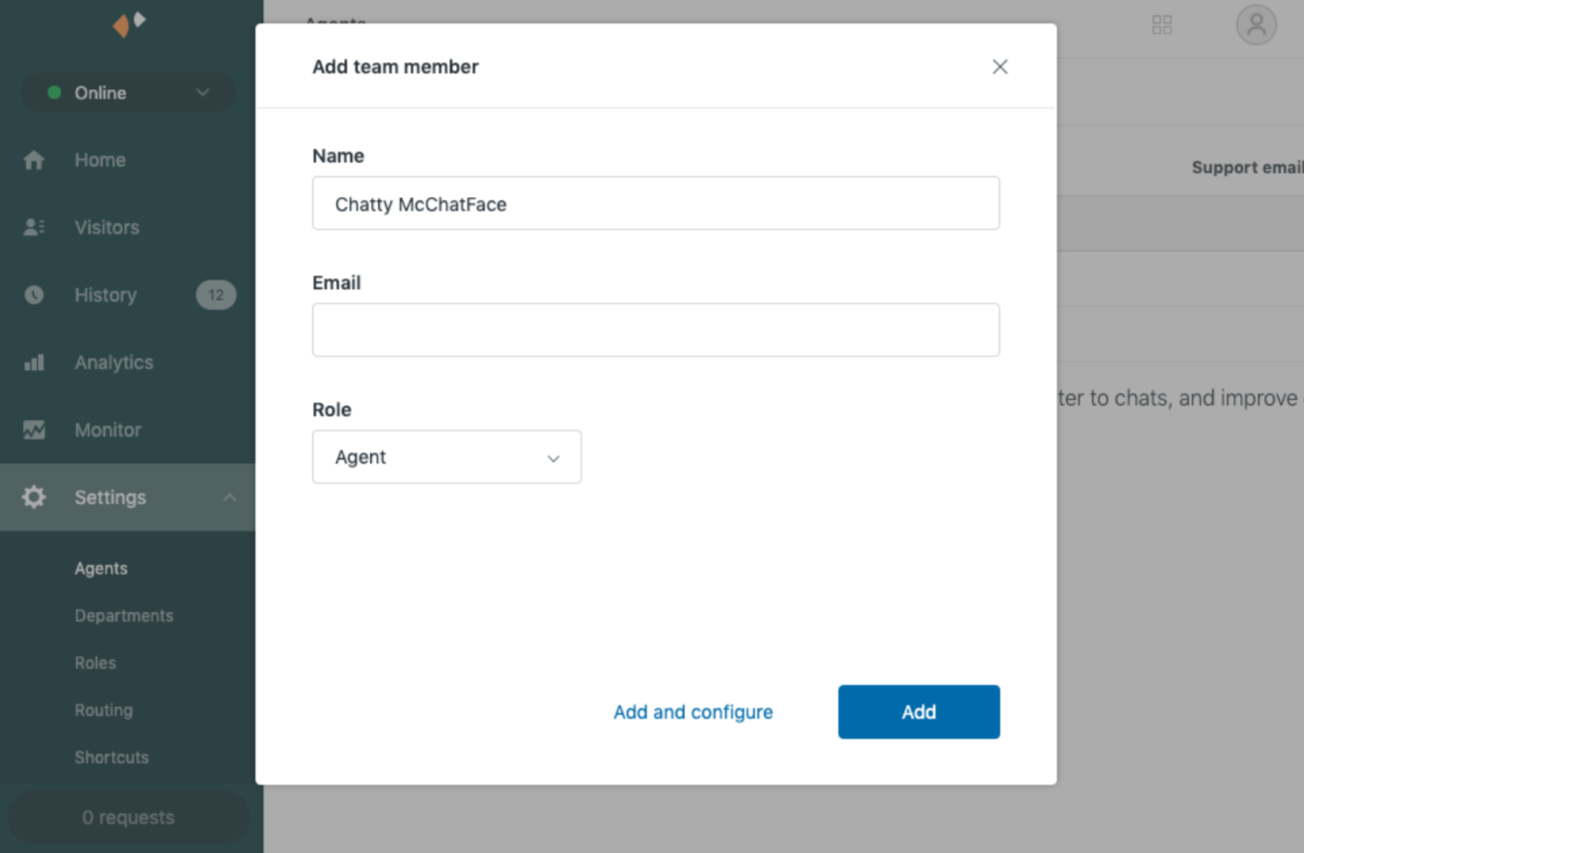 Agents
Online
Home
Visitors
History 12
Analytics
Monitor
Settings
Agents
Departments
Roles
Routing
Shortcuts
0 requests
Add team member
Name
Chatty McChatFace
Email
Role
Agent
Add and configure
Add
Support email
ter to chats, and improve